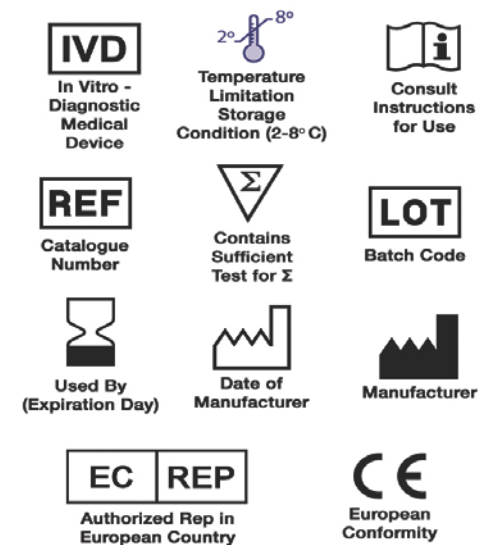 IVD
In Vitro -
Diagnostic
Medical
Device
2° 8°
Temperature
Limitation
Storage
Condition (2-8°C)
i
Consult
Instructions
for Use
REF
Catalogue
Number
Σ
Contains
Sufficient
Test for Σ
LOT
Batch Code
Used By
(Expiration Day)
Date of
Manufacturer
Manufacturer
EC REP
Authorized Rep in
European Country
CE
European
Conformity